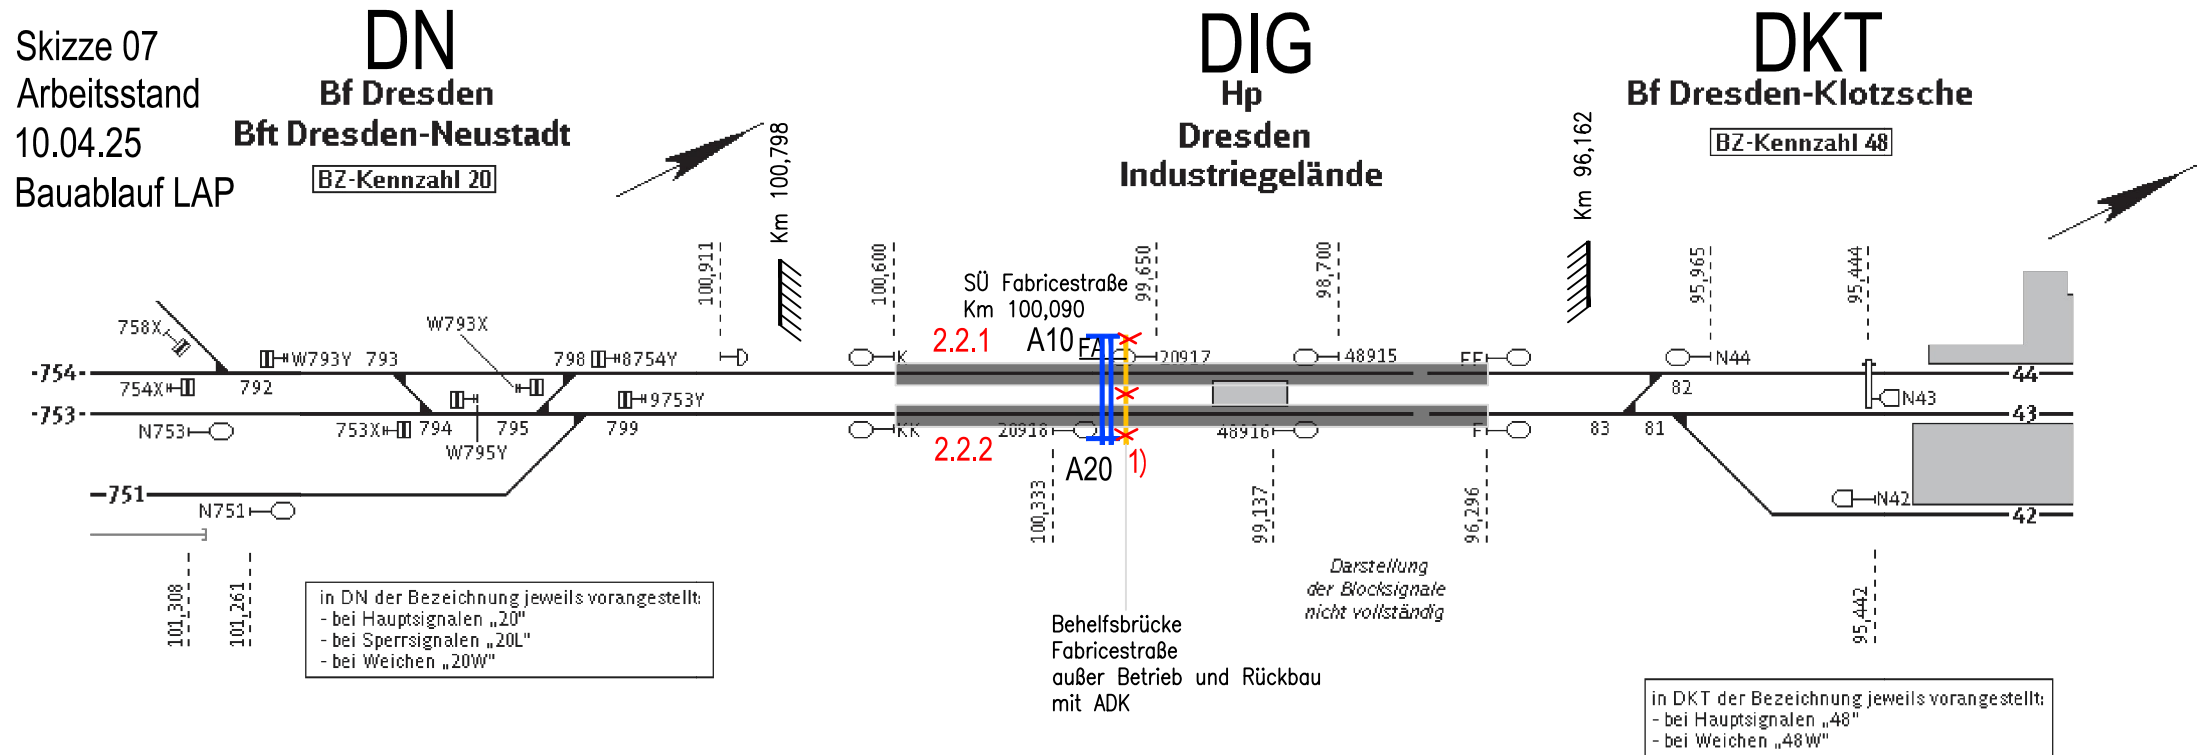 Skizze 07
Arbeitsstand
10.04.25
Bauablauf LAP
DN
Bf Dresden
Bft Dresden-Neustadt
BZ-Kennzahl 20
DIG
Hp
Dresden
Industriegelände
DKT
Bf Dresden-Klotzsche
BZ-Kennzahl 48
Km 100,798
Km 96,162
100,911
100,600
99,650
98,700
95,965
95,444
SÜ Fabricestraße
Km 100,090
2.2.1
A10
FA
758X
W793Y
793
W793X
798
8754Y
K
20917
48915
FF
N44
-754-
754X
792
9753Y
82
44
N43
-753-
43
N753
753X
794
795
799
W795Y
KK
20918
48916
F
83
81
2.2.2
A20
1)
-751-
N751
N42
42
101,308
101,261
100,333
99,137
96,296
95,442
in DN der Bezeichnung jeweils vorangestellt:
- bei Hauptsignalen „20"
- bei Sperrsignalen „20L"
- bei Weichen „20W"
Darstellung
der Blocksignale
nicht vollständig
Behelfsbrücke
Fabricestraße
außer Betrieb und Rückbau
mit ADK
in DKT der Bezeichnung jeweils vorangestellt:
- bei Hauptsignalen „48"
- bei Weichen „48W"